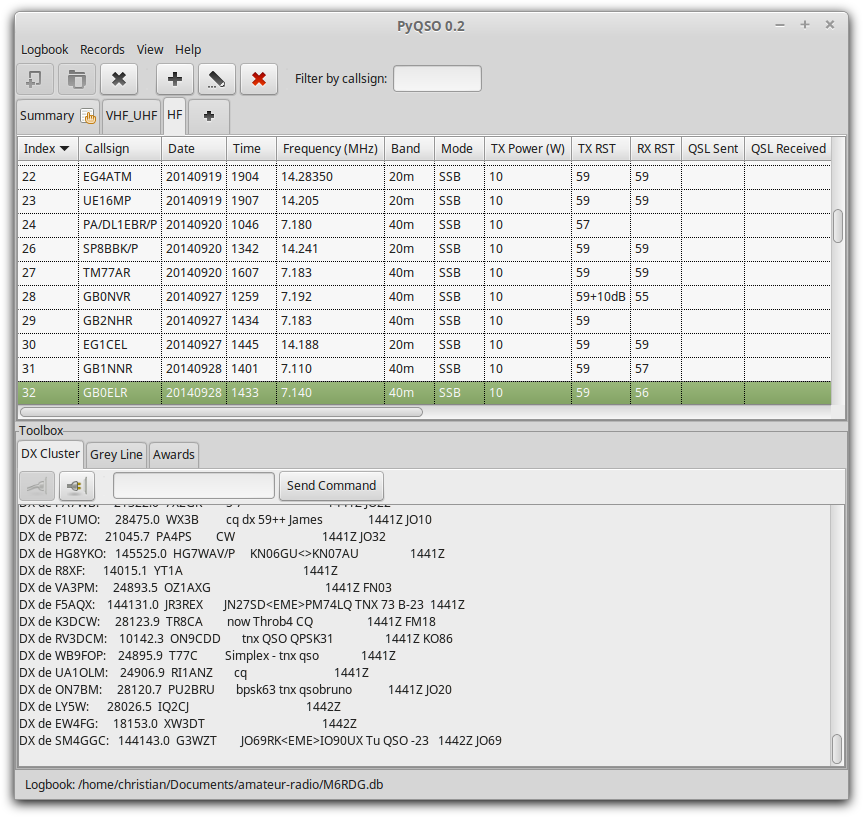 PyQSO 0.2
Logbook Records View Help
Filter by callsign:
Summary VHF_UHF HF
Index Callsign Date Time Frequency (MHz) Band Mode TX Power (W) TX RST RX RST QSL Sent QSL Received
22 EG4ATM 20140919 1904 14.28350 20m SSB 10 59 59
23 UE16MP 20140919 1907 14.205 20m SSB 10 59 59
24 PA/DL1EBR/P 20140920 1046 7.180 40m SSB 10 57
26 SP8BBK/P 20140920 1342 14.241 20m SSB 10 59 59
27 TM77AR 20140920 1607 7.183 40m SSB 10 59 59
28 GB0NVR 20140927 1259 7.192 40m SSB 10 59+10dB 55
29 GB2NHR 20140927 1434 7.183 40m SSB 10 59
30 EG1CEL 20140927 1445 14.188 20m SSB 10 59 59
31 GB1NNR 20140928 1401 7.110 40m SSB 10 59 57
32 GB0ELR 20140928 1433 7.140 40m SSB 10 59 56
Toolbox
DX Cluster Grey Line Awards
Send Command
DX de F1UMO: 28475.0 WX3B cq dx 59++ James 1441Z JO10
DX de PB7Z: 21045.7 PA4PS CW 1441Z JO32
DX de HG8YKO: 145525.0 HG7WAV/P KN06GU<>KN07AU 1441Z
DX de R8XF: 14015.1 YT1A 1441Z
DX de VA3PM: 24893.5 OZ1AXG 1441Z FN03
DX de F5AQX: 144131.0 JR3REX JN27SD<EME>PM74LQ TNX 73 B-23 1441Z
DX de K3DCW: 28123.9 TR8CA now Throb4 CQ 1441Z FM18
DX de RV3DCM: 10142.3 ON9CDD tnx QSO QPSK31 1441Z KO86
DX de WB9FOP: 24895.9 T77C Simplex - tnx qso 1441Z
DX de UA1OLM: 24906.9 RI1ANZ cq 1441Z
DX de ON7BM: 28120.7 PU2BRU bpsk63 tnx qsobruno 1441Z JO20
DX de LY5W: 28026.5 IQ2CJ 1442Z
DX de EW4FG: 18153.0 XW3DT 1442Z
DX de SM4GGC: 144143.0 G3WZT JO69RK<EME>IO90UX Tu QSO -23 1442Z JO69
Logbook: /home/christian/Documents/amateur-radio/M6RDG.db